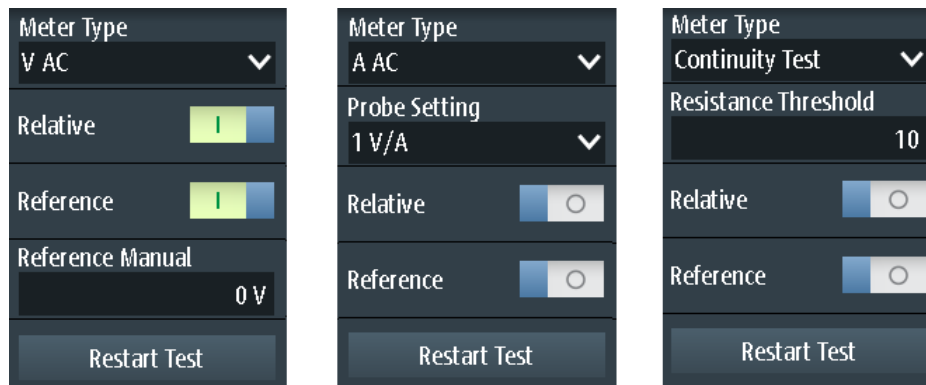 Meter Type
V AC
Relative
I
Reference
I
Reference Manual
0 V
Restart Test
Meter Type
A AC
Probe Setting
1 V/A
Relative
Reference
Restart Test
Meter Type
Continuity Test
Resistance Threshold
10
Relative
Reference
Restart Test